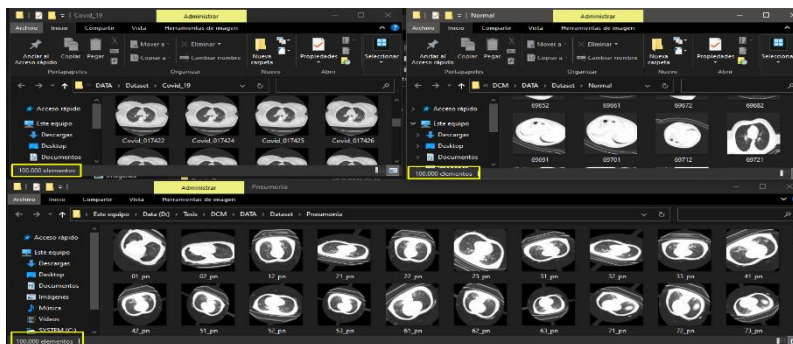 Covid_19
Administrar
Archivo Inicio Compartir Vista Herramientas de imagen
Anclar al Acceso rápido
Copiar
Pegar
Mover a
Copiar a
Eliminar
Cambiar nombre
Nueva carpeta
Propiedades
Seleccionar
Portapapeles Organizar Nuevo Abrir
DATA > Dataset > Covid_19
Acceso rápido
Este equipo
Descargas
Desktop
Documentos
Covid_017422 Covid_017424 Covid_017425 Covid_017426
100.000 elementos
Normal
Administrar
Archivo Inicio Compartir Vista Herramientas de imagen
Anclar al Acceso rápido
Copiar
Pegar
Mover a
Copiar a
Eliminar
Cambiar nombre
Nueva carpeta
Propiedades
Seleccionar
Portapapeles Organizar Nuevo Abrir
DCM > DATA > Dataset > Normal
Acceso rápido
Este equipo
Descargas
Desktop
Documentos
69652 69661 69672 69682
69691 69701 69712 69721
100.000 elementos
Administrar
Pneumonia
Archivo Inicio Compartir Vista Herramientas de imagen
Este equipo > Data (D:) > Tesis > DCM > DATA > Dataset > Pneumonia
Acceso rápido
Este equipo
Desktop
Documentos
Descargas
Imágenes
Música
Videos
SYSTEM (C:)
01_pn 02_pn 12_pn 21_pn 22_pn 23_pn 31_pn 32_pn 33_pn 41_pn
42_pn 51_pn 52_pn 53_pn 61_pn 62_pn 63_pn 71_pn 72_pn 73_pn
100.000 elementos